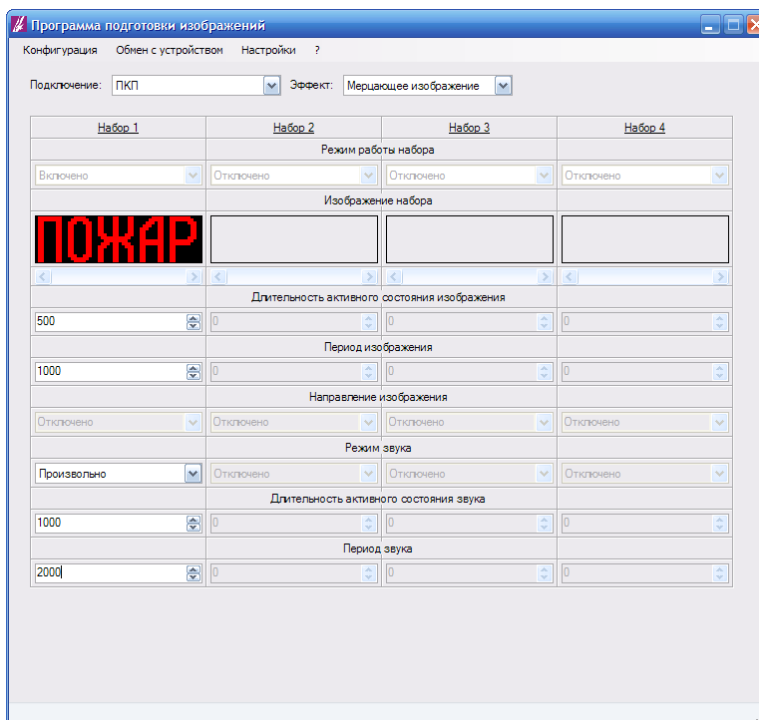 Программа подготовки изображений
Конфигурация Обмен с устройством Настройки ?
Подключение: ПКП Эффект: Мерцающее изображение
Набор 1 Набор 2 Набор 3 Набор 4
Режим работы набора
Включено Отключено Отключено Отключено
Изображение набора
ПОЖАР
Длительность активного состояния изображения
500 0 0 0
Период изображения
1000 0 0 0
Направление изображения
Отключено Отключено Отключено Отключено
Режим звука
Произвольно Отключено Отключено Отключено
Длительность активного состояния звука
1000 0 0 0
Период звука
2000 0 0 0